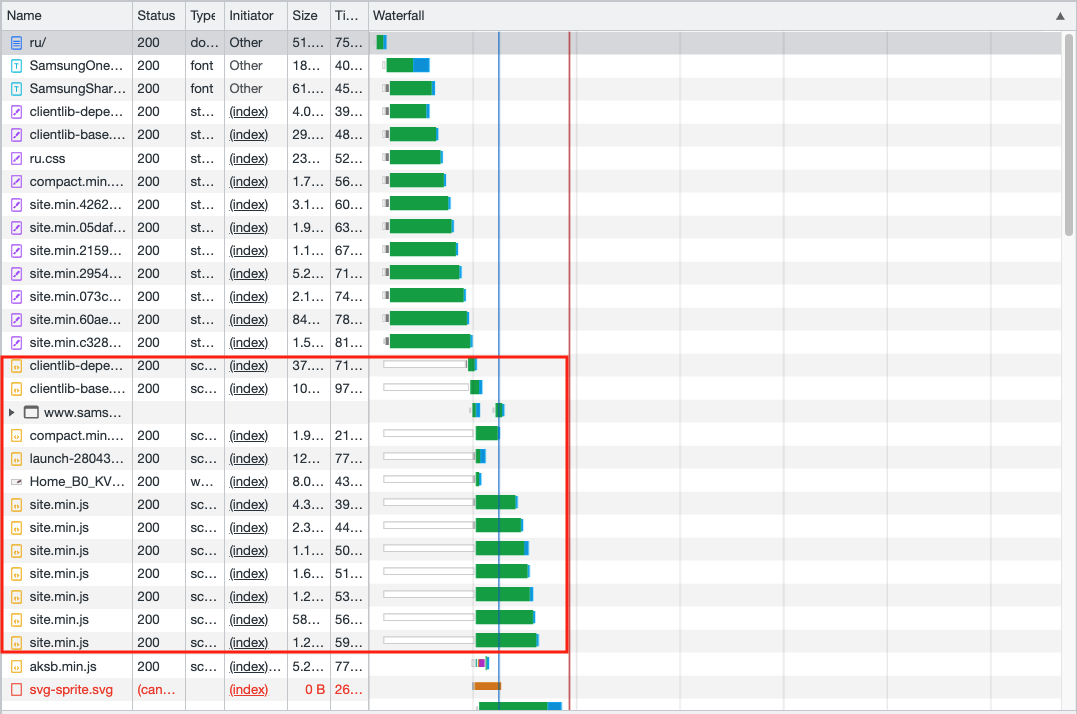 Name Status Type Initiator Size Ti... Waterfall
ru/ 200 do... Other 51.... 75...
SamsungOne... 200 font Other 18... 40...
SamsungShar... 200 font Other 61.... 45...
clientlib-depe... 200 st... (index) 4.0... 39...
clientlib-base.... 200 st... (index) 29.... 48...
ru.css 200 st... (index) 23... 52...
compact.min.... 200 st... (index) 1.7... 56...
site.min.4262... 200 st... (index) 3.1... 60...
site.min.05daf... 200 st... (index) 1.9... 63...
site.min.2159... 200 st... (index) 1.1... 67...
site.min.2954... 200 st... (index) 5.2... 71...
site.min.073c... 200 st... (index) 2.1... 74...
site.min.60ae... 200 st... (index) 84... 78...
site.min.c328... 200 st... (index) 1.5... 81...
clientlib-depe... 200 sc... (index) 37.... 71...
clientlib-base.... 200 sc... (index) 10... 97...
www.sams...
compact.min.... 200 sc... (index) 1.9... 21...
launch-28043... 200 sc... (index) 12... 77...
Home_B0_KV... 200 w... (index) 8.0... 43...
site.min.js 200 sc... (index) 4.3... 39...
site.min.js 200 sc... (index) 2.3... 44...
site.min.js 200 sc... (index) 1.1... 50...
site.min.js 200 sc... (index) 1.6... 51...
site.min.js 200 sc... (index) 1.2... 53...
site.min.js 200 sc... (index) 58... 56...
site.min.js 200 sc... (index) 1.2... 59...
aksb.min.js 200 sc... (index)... 5.2... 77...
svg-sprite.svg (can... (index) 0 B 26...